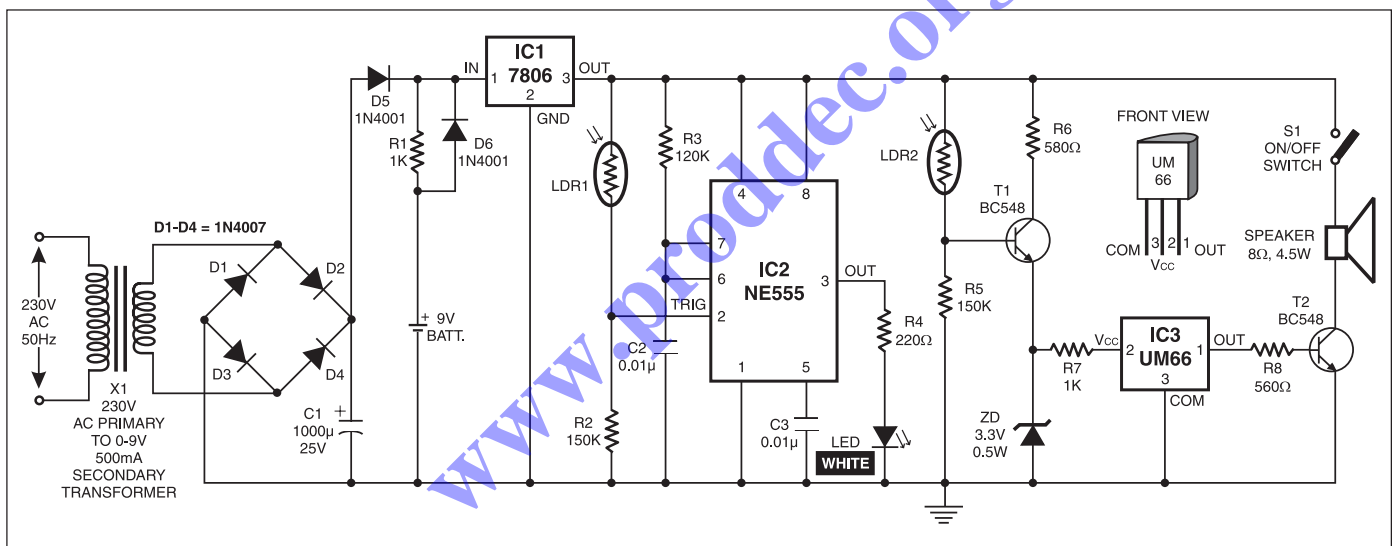 www.proddec.org
230V
AC
50Hz
X1
230V
AC PRIMARY
TO 0-9V
500mA
SECONDARY
TRANSFORMER
D1-D4 = 1N4007
D1
D2
D3
D4
C1
1000µ
25V
+
D5
1N4001
R1
1K
D6
1N4001
+ 9V
BATT.
IN
IC1
7806
1
3
2
OUT
GND
LDR1
R2
150K
R3
120K
C2
0.01µ
TRIG
4
8
7
6
2
IC2
NE555
3
OUT
1
5
C3
0.01µ
R4
220Ω
LED
WHITE
LDR2
R5
150K
R6
580Ω
T1
BC548
ZD
3.3V
0.5W
R7
1K
VCC
2
IC3
UM66
1
3
OUT
COM
R8
560Ω
FRONT VIEW
UM
66
COM
3
2
1
OUT
VCC
S1
ON/OFF
SWITCH
SPEAKER
8Ω, 4.5W
T2
BC548